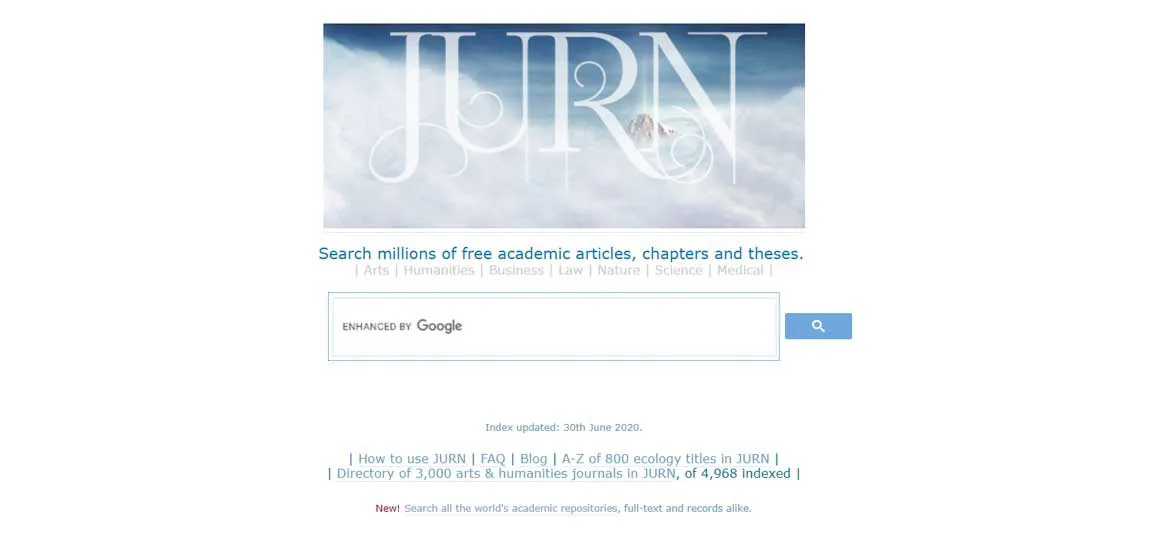 JURN
Search millions of free academic articles, chapters and theses.
| Arts | Humanities | Business | Law | Nature | Science | Medical |
ENHANCED BY Google
Index updated: 30th June 2020.
| How to use JURN | FAQ | Blog | A-Z of 800 ecology titles in JURN |
| Directory of 3,000 arts & humanities journals in JURN, of 4,968 indexed |
New! Search all the world's academic repositories, full-text and records alike.